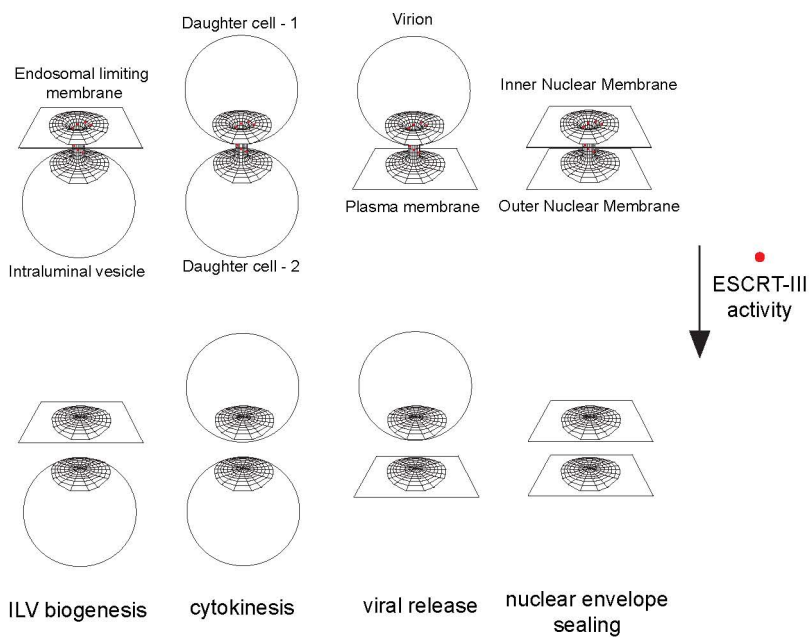 Daughter cell - 1
Virion
Endosomal limiting
membrane
Inner Nuclear Membrane
Plasma membrane
Outer Nuclear Membrane
Intraluminal vesicle
Daughter cell - 2
ESCRT-III
activity
ILV biogenesis
cytokinesis
viral release
nuclear envelope
sealing